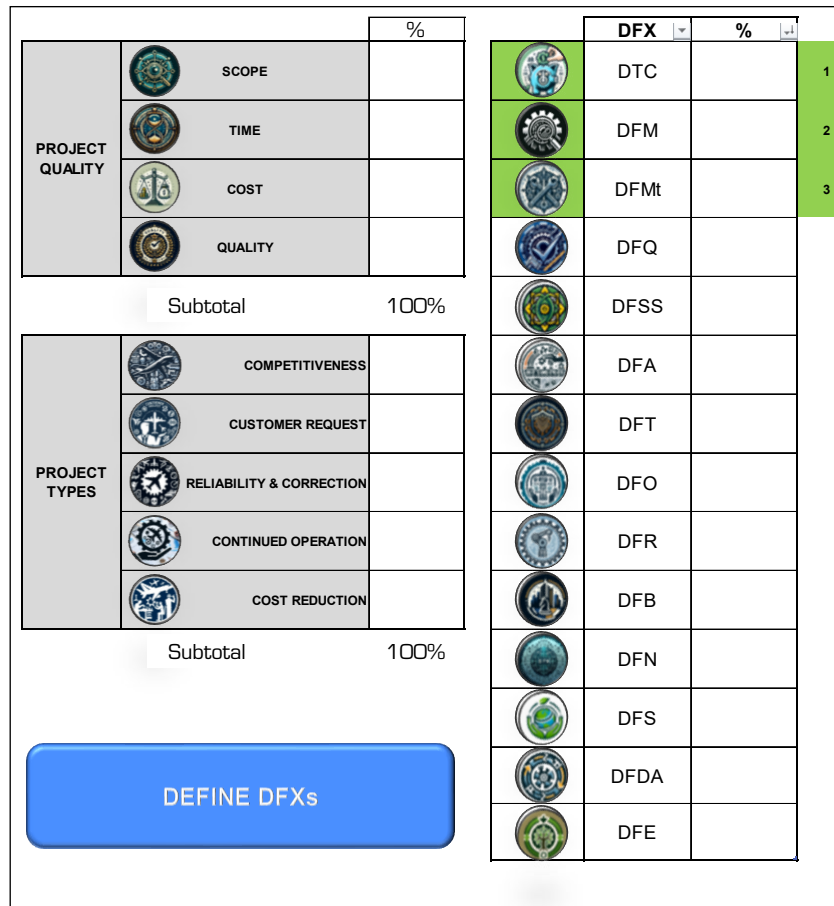 %
PROJECT
QUALITY
SCOPE
TIME
COST
QUALITY
Subtotal 100%
PROJECT
TYPES
COMPETITIVENESS
CUSTOMER REQUEST
RELIABILITY & CORRECTION
CONTINUED OPERATION
COST REDUCTION
Subtotal 100%
DEFINE DFXs
DFX %
DTC 1
DFM 2
DFMt 3
DFQ
DFSS
DFA
DFT
DFO
DFR
DFB
DFN
DFS
DFDA
DFE